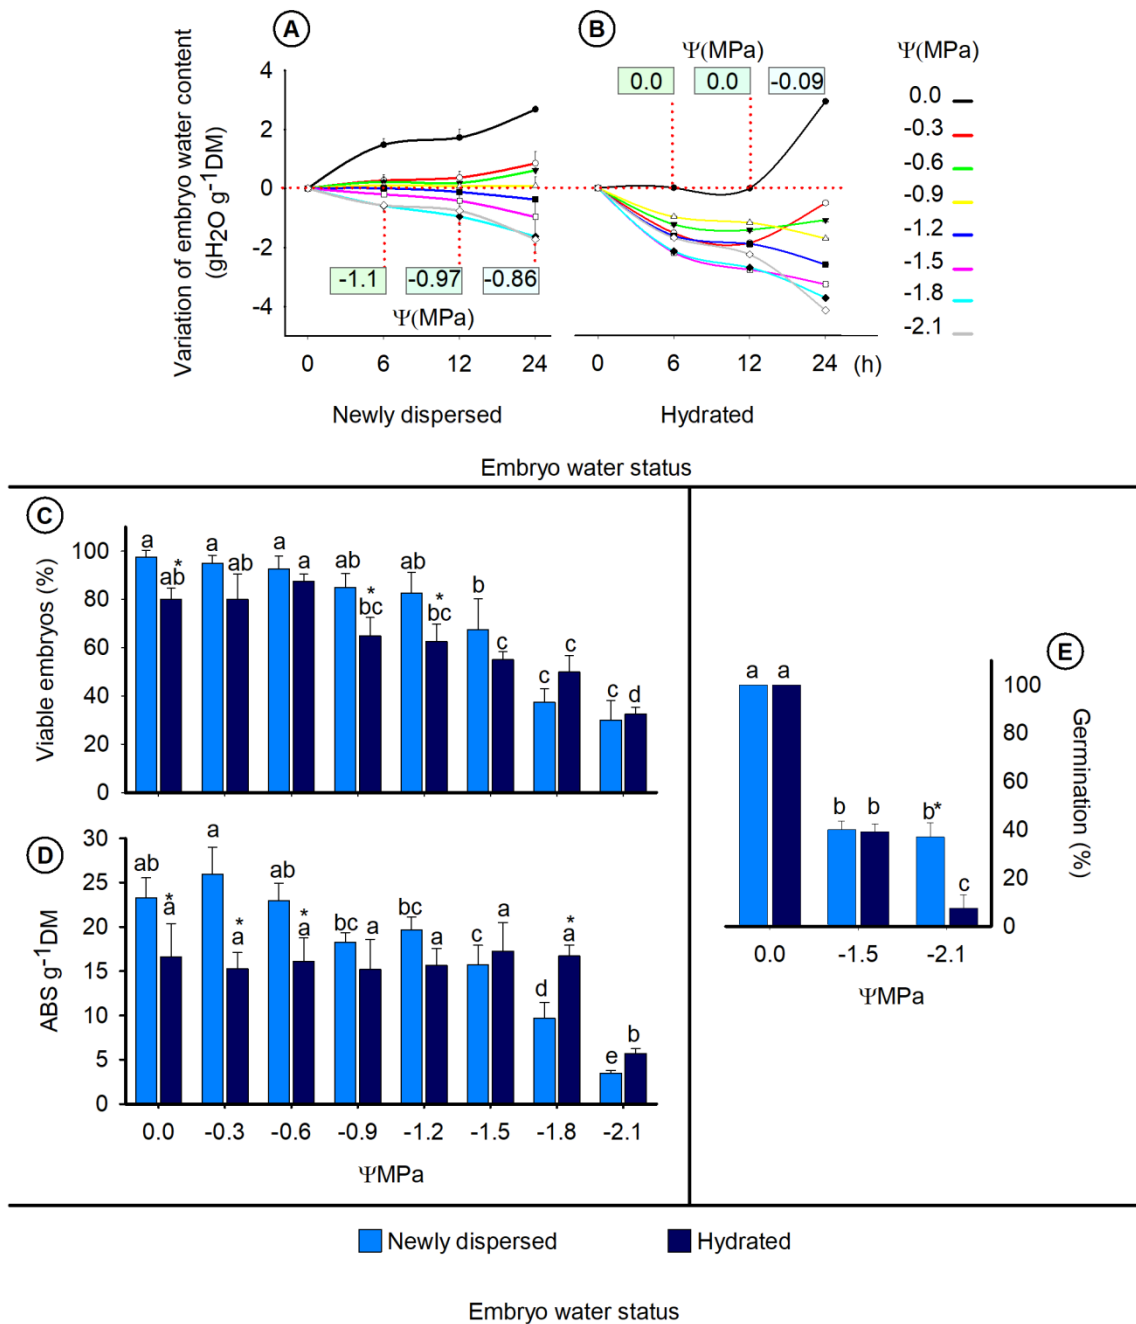 A
B
Ψ(MPa)
Ψ(MPa)
0.0
0.0
-0.09
0.0
-0.3
-0.6
-0.9
-1.2
-1.5
-1.8
-2.1
Variation of embryo water content
(gH2O g-1DM)
4
2
0
-2
-4
-1.1
-0.97
-0.86
Ψ(MPa)
0 6 12 24
0 6 12 24 (h)
Newly dispersed
Hydrated
Embryo water status
C
Viable embryos (%)
100
80
60
40
20
0
a * ab
a ab
a a
ab * bc
ab * bc
b c
c c
c d
D
ABS g-1DM
30
25
20
15
10
5
0
ab * a
a * a
ab * a
bc a
bc a
c a
d * a
e b
0.0 -0.3 -0.6 -0.9 -1.2 -1.5 -1.8 -2.1
ΨMPa
E
a a
b b
b* c
100
80
60
40
20
0
Germination (%)
0.0 -1.5 -2.1
ΨMPa
Newly dispersed
Hydrated
Embryo water status